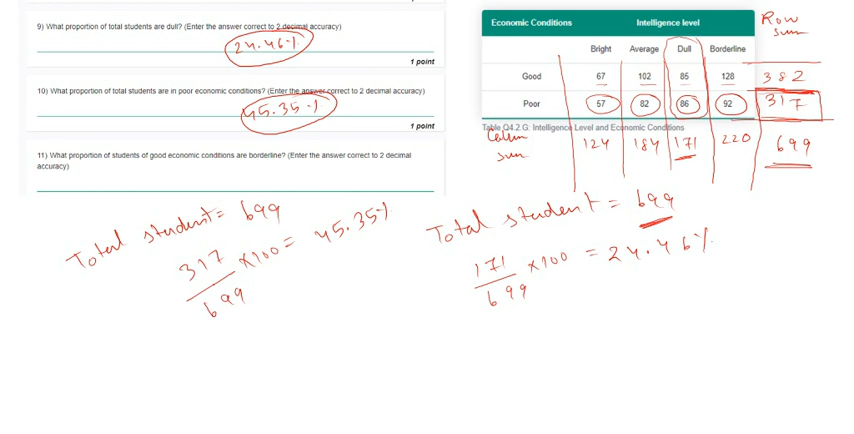 9) What proportion of total students are dull? (Enter the answer correct to 2 decimal accuracy)
24.46%
1 point
10) What proportion of total students are in poor economic conditions? (Enter the answer correct to 2 decimal accuracy)
45.35%
1 point
11) What proportion of students of good economic conditions are borderline? (Enter the answer correct to 2 decimal
accuracy)
Economic Conditions Intelligence level Row
sum
Bright Average Dull Borderline
Good 67 102 85 128 382
Poor 57 82 86 92 317
Table Q4.2.G: Intelligence Level and Economic Conditions
sum 124 184 171 220 699
Total student = 699
317/699 × 100 = 45.35%
Total student = 699
171/699 × 100 = 24.46%